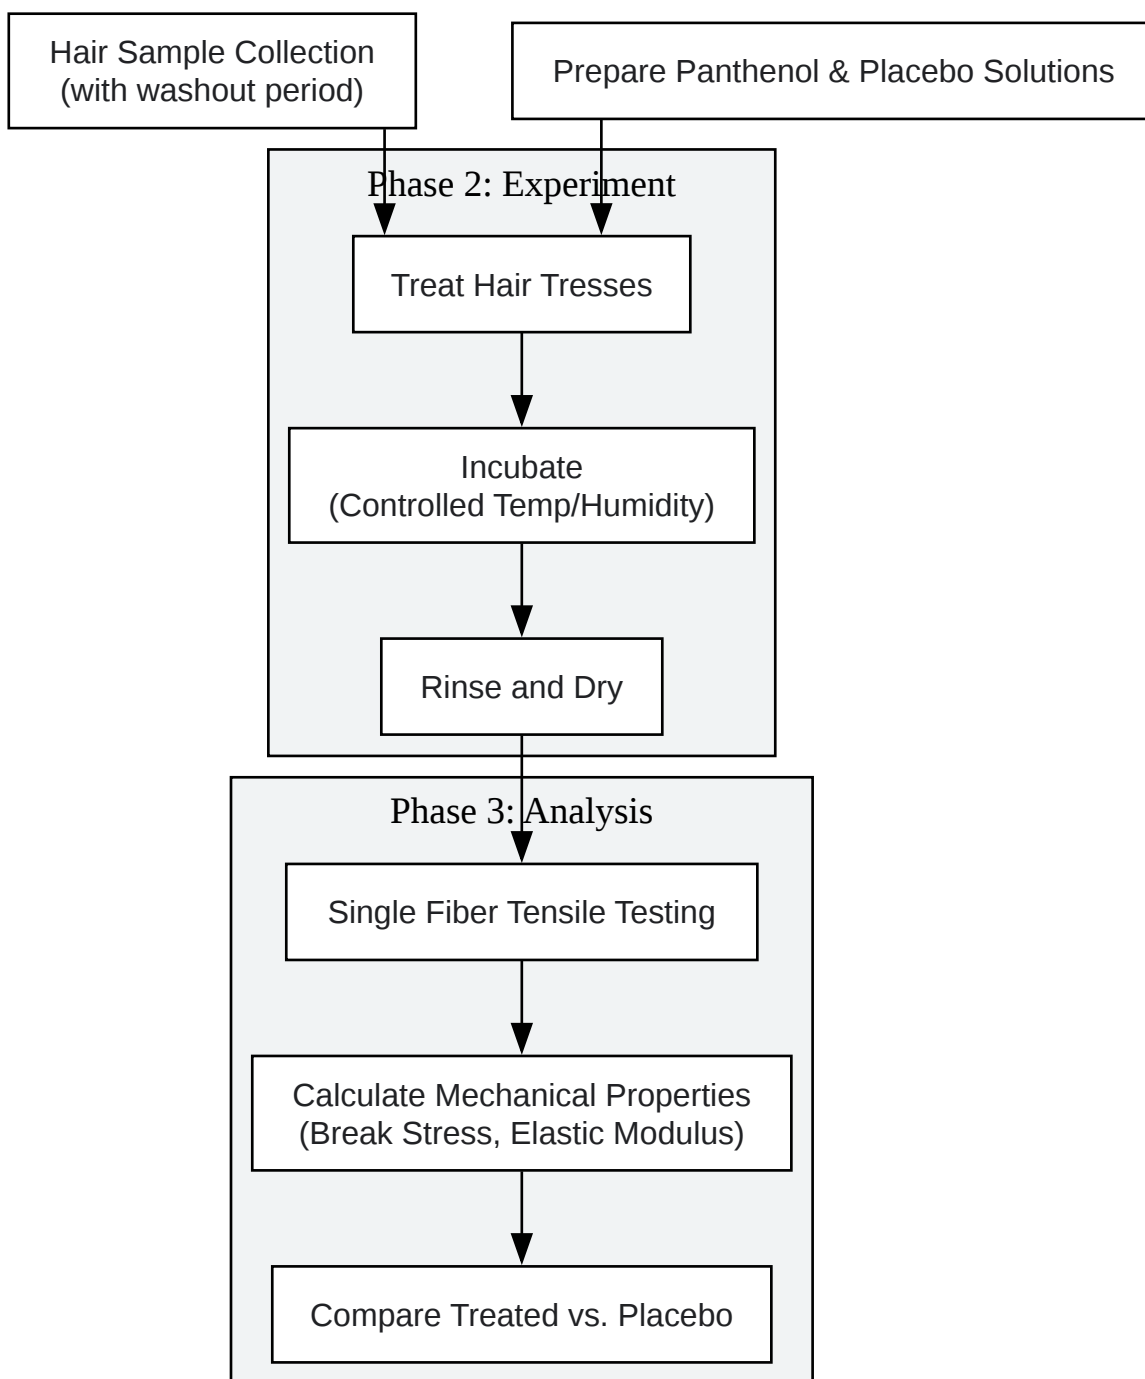 Hair Sample Collection
(with washout period)
Prepare Panthenol & Placebo Solutions
Phase 2: Experiment
Treat Hair Tresses
Incubate
(Controlled Temp/Humidity)
Rinse and Dry
Phase 3: Analysis
Single Fiber Tensile Testing
Calculate Mechanical Properties
(Break Stress, Elastic Modulus)
Compare Treated vs. Placebo